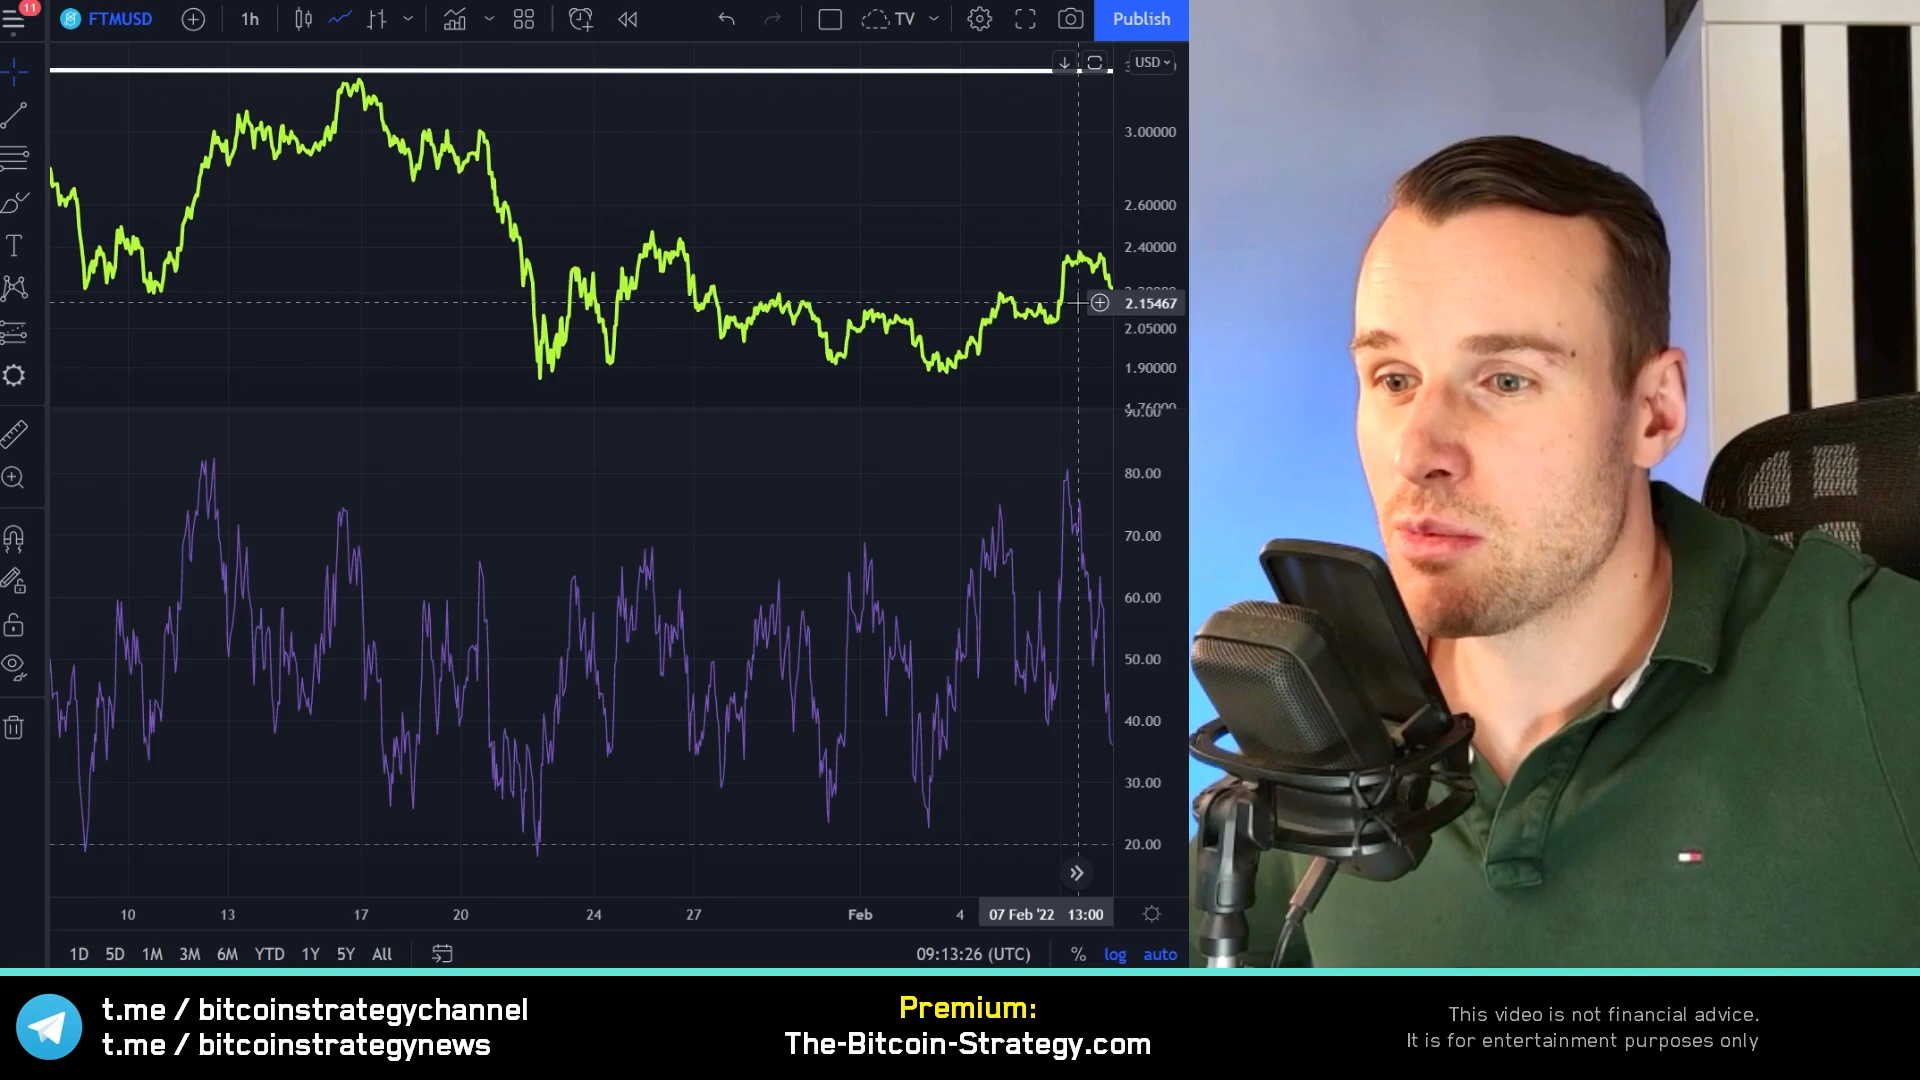 11
FTMUSD
1h
TV
Publish
USD
3.00000
2.60000
2.40000
2.15467
2.05000
1.90000
1.76000
90.00
80.00
70.00
60.00
50.00
40.00
30.00
20.00
10 13 17 20 24 27 Feb 4 07 Feb '22 13:00
1D 5D 1M 3M 6M YTD 1Y 5Y All
09:13:26 (UTC) % log auto
t.me / bitcoinstrategychannel
t.me / bitcoinstrategynews
Premium:
The-Bitcoin-Strategy.com
This video is not financial advice.
It is for entertainment purposes only